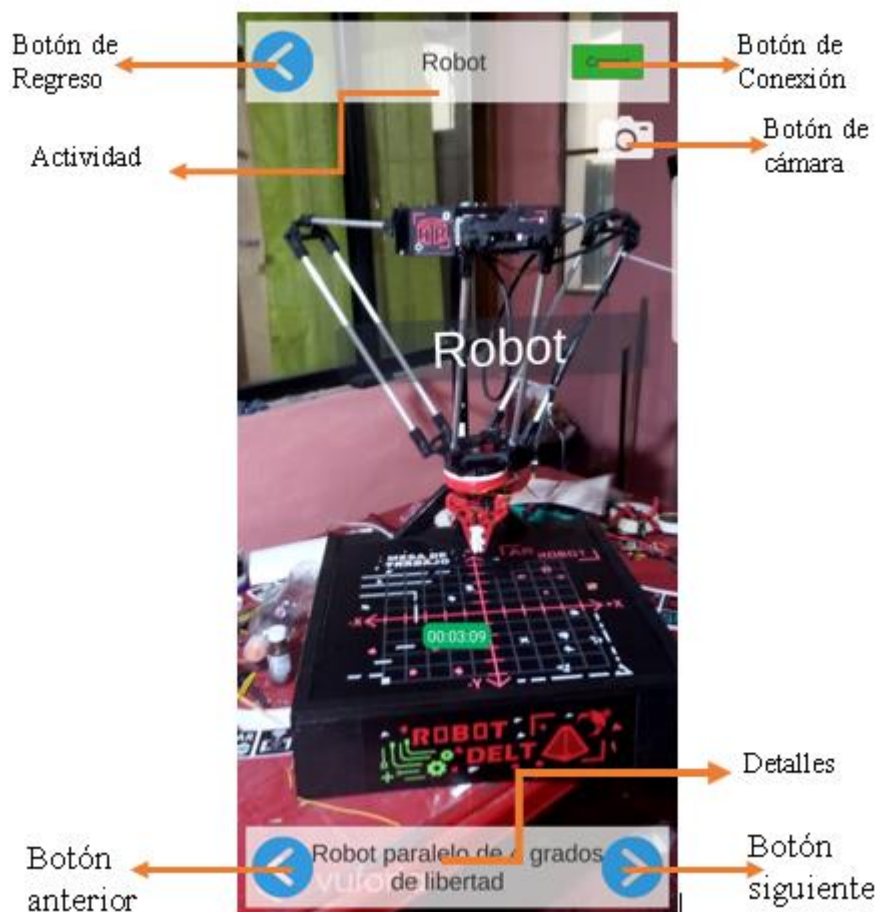 Botón de
Regreso
Robot
Botón de
Conexión
Actividad
Botón de
cámara
Robot
MESA DE
TRABAJO
AR ROBOT
-X
+X
00:03:09
-Y
ROBOT
DELT
Detalles
Botón
anterior
Robot paralelo de
grados
de libertad
vufor
Botón
siguiente